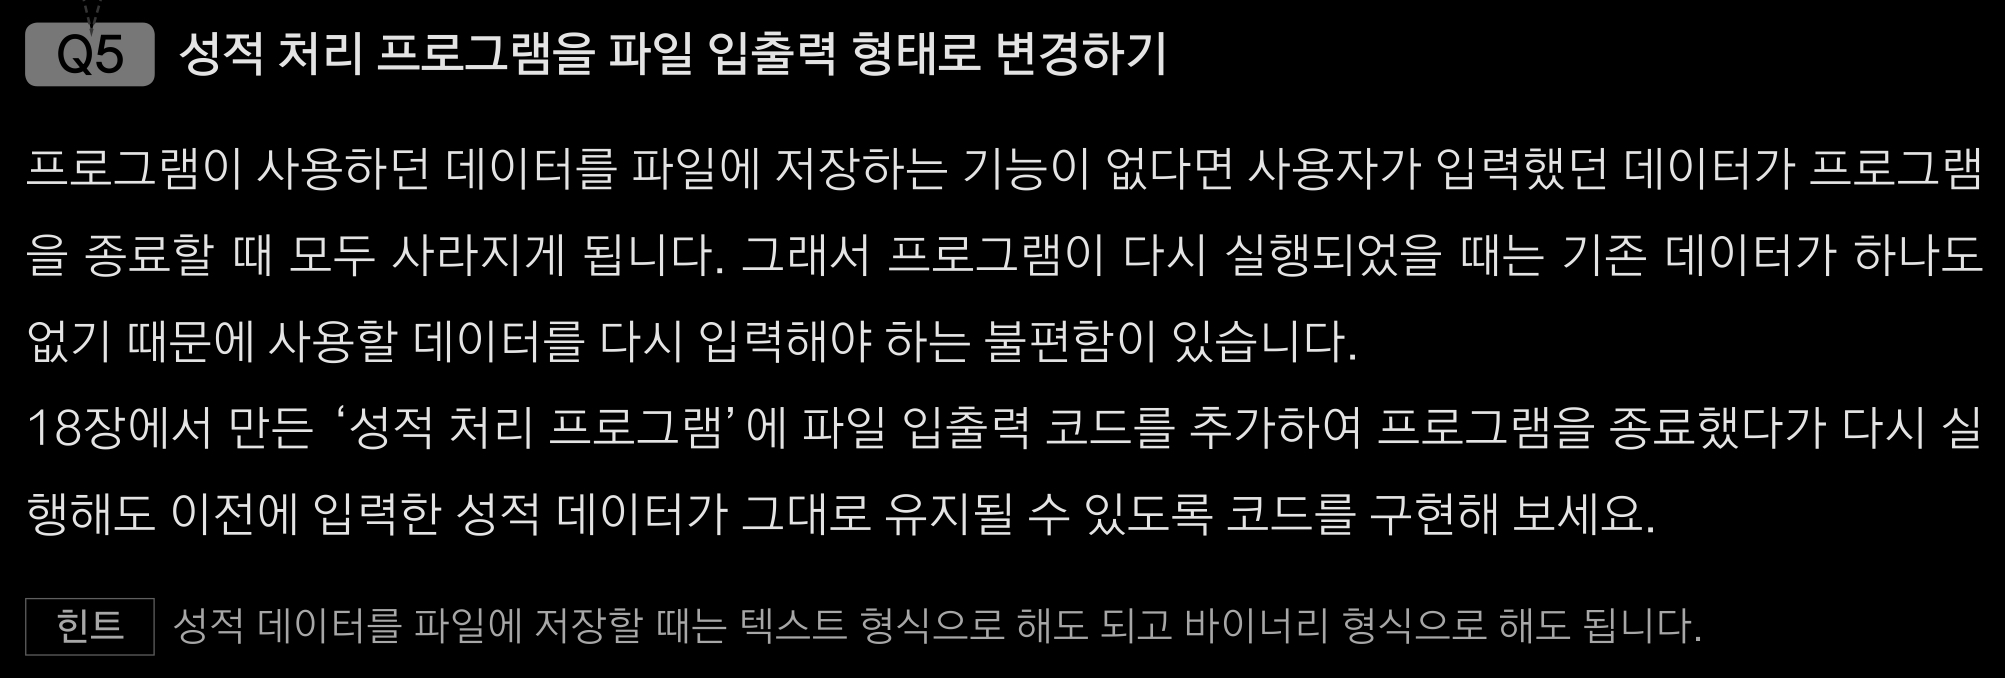 Q5 성적 처리 프로그램을 파일 입출력 형태로 변경하기
프로그램이 사용하던 데이터를 파일에 저장하는 기능이 없다면 사용자가 입력했던 데이터가 프로그램
을 종료할 때 모두 사라지게 됩니다. 그래서 프로그램이 다시 실행되었을 때는 기존 데이터가 하나도
없기 때문에 사용할 데이터를 다시 입력해야 하는 불편함이 있습니다.
18장에서 만든 ‘성적 처리 프로그램’에 파일 입출력 코드를 추가하여 프로그램을 종료했다가 다시 실
행해도 이전에 입력한 성적 데이터가 그대로 유지될 수 있도록 코드를 구현해 보세요.
힌트 성적 데이터를 파일에 저장할 때는 텍스트 형식으로 해도 되고 바이너리 형식으로 해도 됩니다.